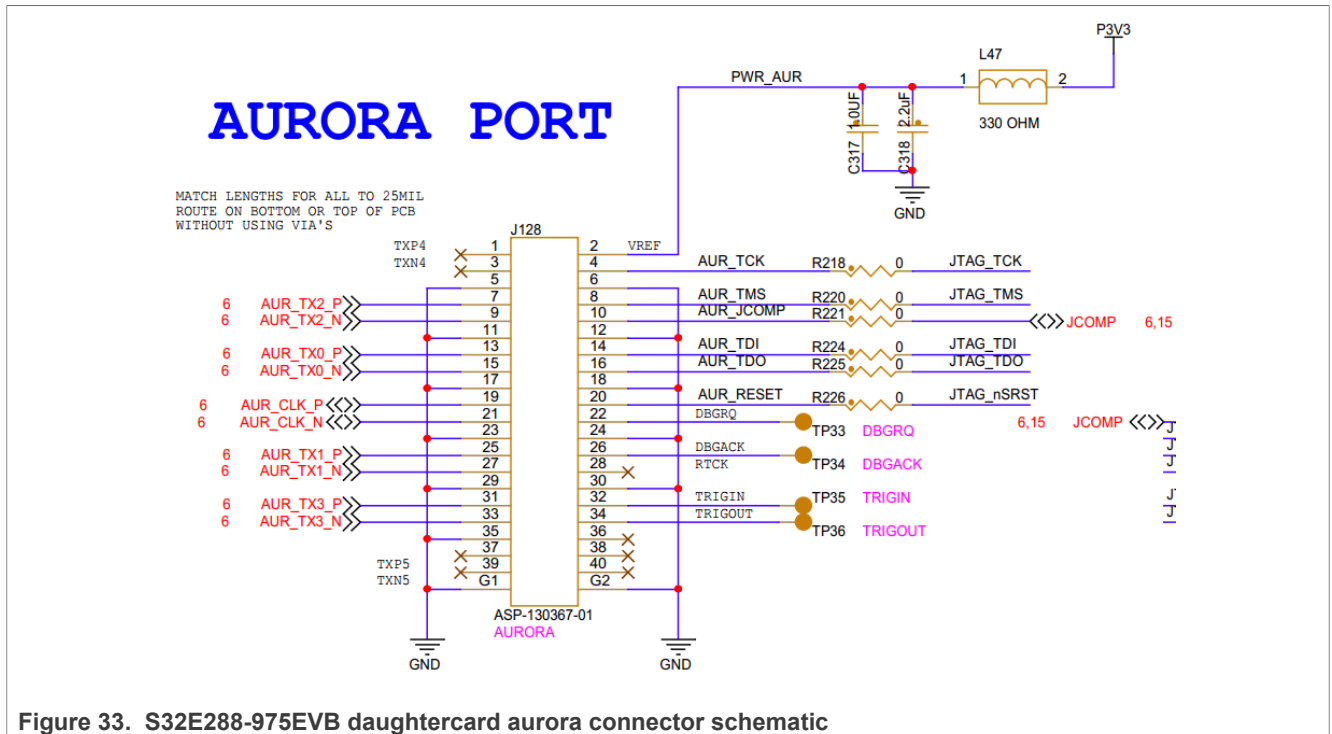 P3V3
L47
PWR_AUR
1
2
330 OHM
C317
1.0UF
C318
2.2uF
GND
AURORA PORT
MATCH LENGTHS FOR ALL TO 25MIL
ROUTE ON BOTTOM OR TOP OF PCB
WITHOUT USING VIA'S
J128
TXP4 1 2 VREF
TXN4 3 4 AUR_TCK R218 0 JTAG_TCK
5 6
6 AUR_TX2_P 7 8 AUR_TMS R220 0 JTAG_TMS
6 AUR_TX2_N 9 10 AUR_JCOMP R221 0 JCOMP 6,15
11 12
6 AUR_TX0_P 13 14 AUR_TDI R224 0 JTAG_TDI
6 AUR_TX0_N 15 16 AUR_TDO R225 0 JTAG_TDO
17 18
6 AUR_CLK_P 19 20 AUR_RESET R226 0 JTAG_nSRST
6 AUR_CLK_N 21 22 DBGRQ TP33 DBGRQ 6,15 JCOMP
23 24
6 AUR_TX1_P 25 26 DBGACK TP34 DBGACK
6 AUR_TX1_N 27 28 RTCK
29 30
6 AUR_TX3_P 31 32 TRIGIN TP35 TRIGIN
6 AUR_TX3_N 33 34 TRIGOUT TP36 TRIGOUT
35 36
37 38
TXP5 39 40
TXN5 G1 G2
ASP-130367-01
AURORA
GND
GND
Figure 33. S32E288-975EVB daughtercard aurora connector schematic